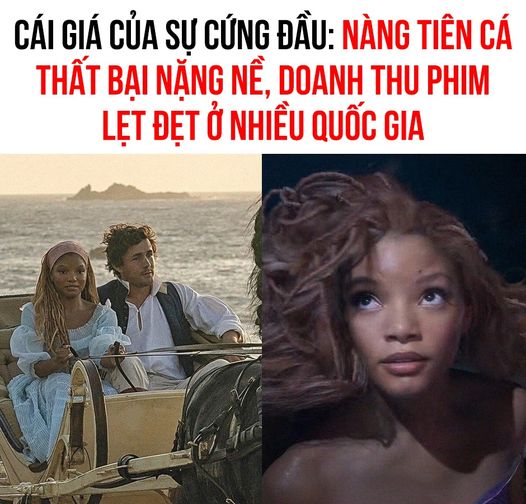 CÁI GIÁ CỦA SỰ CỨNG ĐẦU: NÀNG TIÊN CÁ
THẤT BẠI NẶNG NỀ, DOANH THU PHIM
LẸT ĐẸT Ở NHIỀU QUỐC GIA